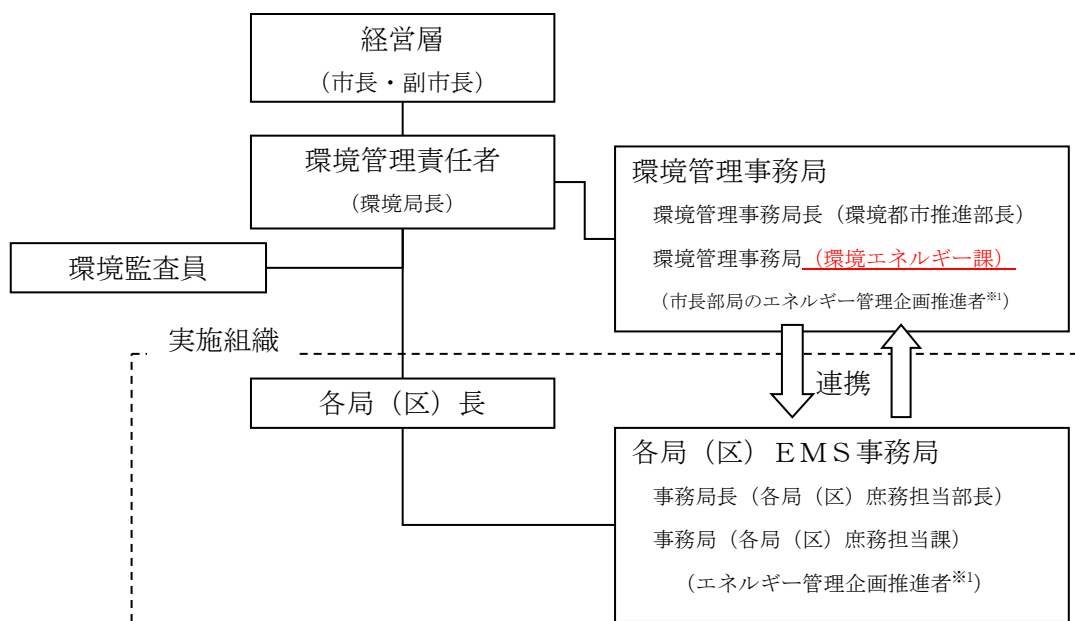 経営層
（市長・副市長）
環境管理責任者
（環境局長）
環境管理事務局
環境管理事務局長（環境都市推進部長）
環境管理事務局（環境エネルギー課）
（市長部局のエネルギー管理企画推進者※1）
環境監査員
実施組織
連携
各局（区）長
各局（区）ＥＭＳ事務局
事務局長（各局（区）庶務担当部長）
事務局（各局（区）庶務担当課）
（エネルギー管理企画推進者※1）